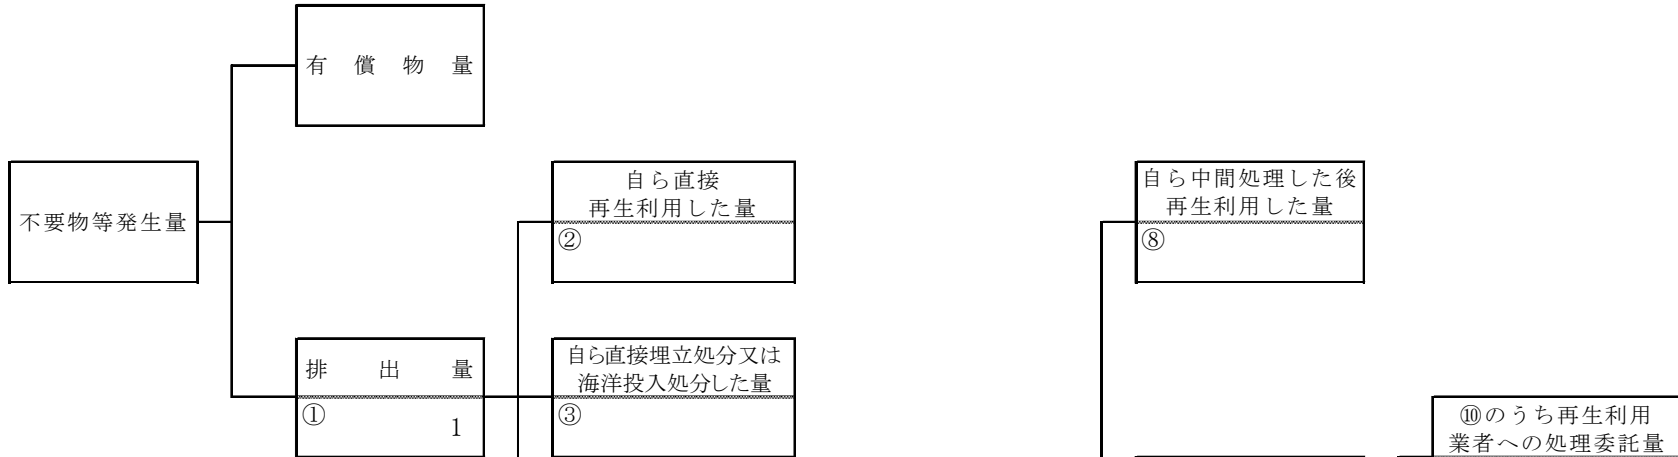 有償物量
不要物等発生量
自ら直接
再生利用した量
②
自ら中間処理した後
再生利用した量
⑧
排出量
①
1
自ら直接埋立処分又は
海洋投入処分した量
③
⑩のうち再生利用
業者への処理委託量